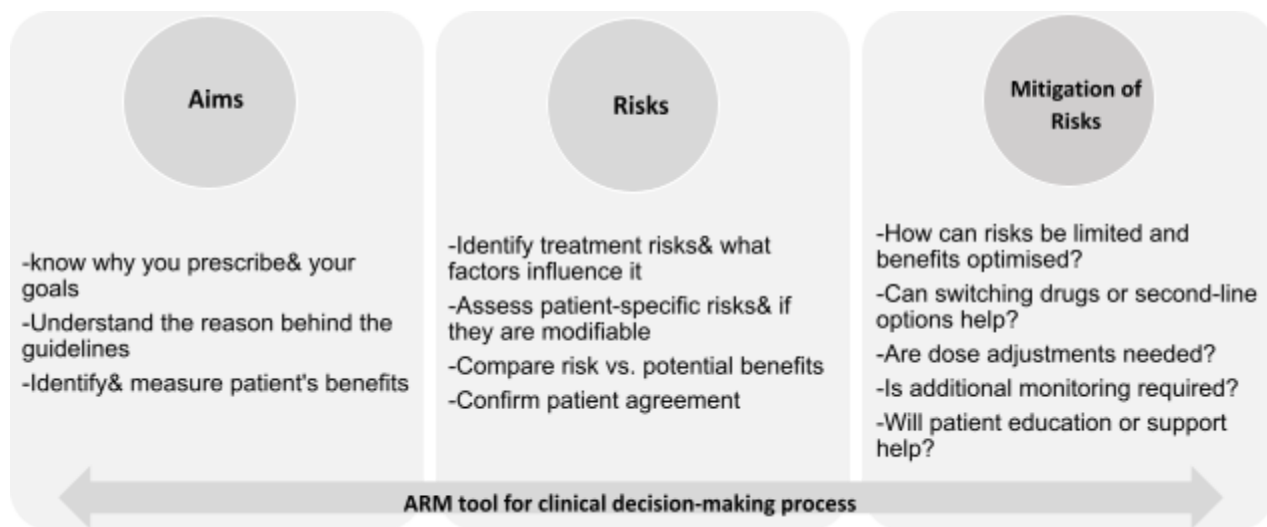 Aims
-know why you prescribe& your
goals
-Understand the reason behind the
guidelines
-Identify& measure patient's benefits
Risks
-Identify treatment risks& what
factors influence it
-Assess patient-specific risks& if
they are modifiable
-Compare risk vs. potential benefits
-Confirm patient agreement
Mitigation of
Risks
-How can risks be limited and
benefits optimised?
-Can switching drugs or second-line
options help?
-Are dose adjustments needed?
-Is additional monitoring required?
-Will patient education or support
help?
ARM tool for clinical decision-making process